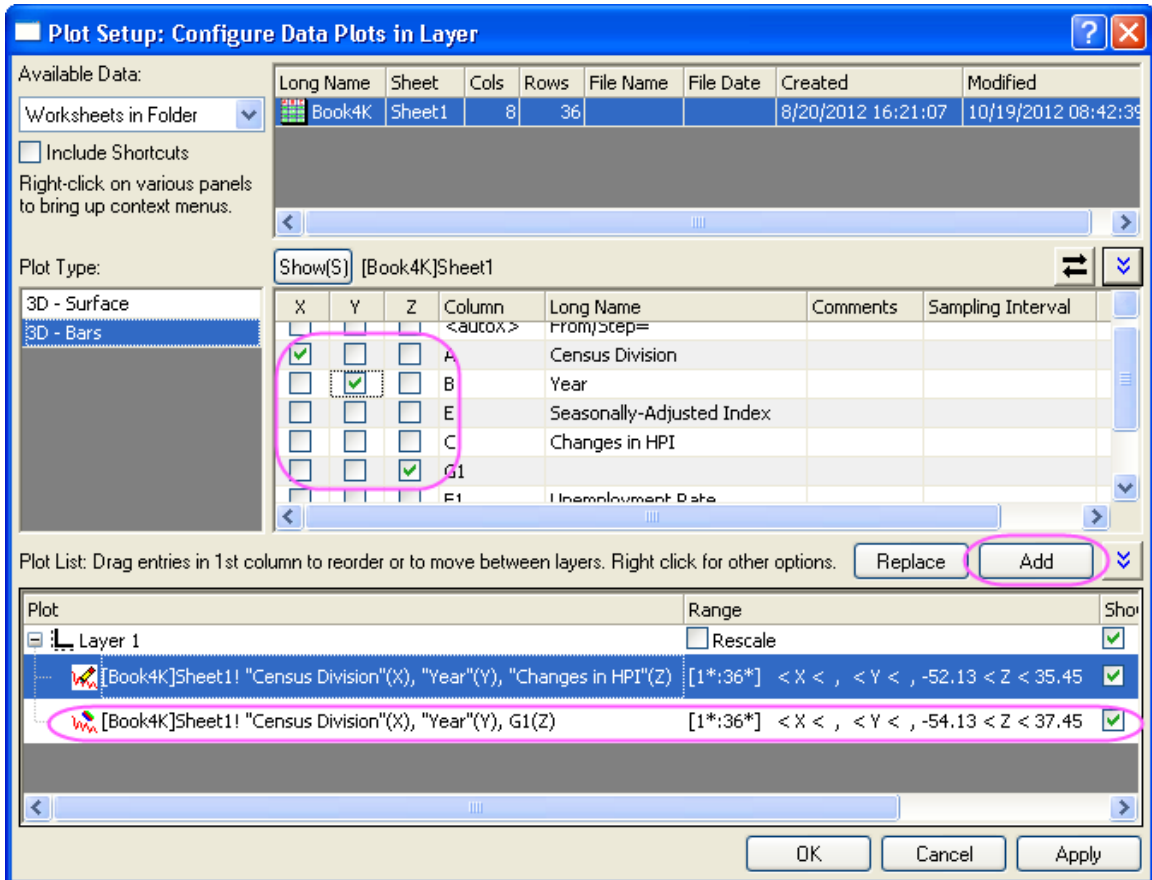 Plot Setup: Configure Data Plots in Layer
Available Data:
Worksheets in Folder
Include Shortcuts
Right-click on various panels
to bring up context menus.
Long Name Sheet Cols Rows File Name File Date Created Modified
Book4K Sheet1 8 36 8/20/2012 16:21:07 10/19/2012 08:42:39
Plot Type:
3D - Surface
3D - Bars
Show(S) [Book4K]Sheet1
X Y Z Column Long Name Comments Sampling Interval
<autoX> From/Step=
A Census Division
B Year
E Seasonally-Adjusted Index
C Changes in HPI
G1
Unemployment Rate
Plot List: Drag entries in 1st column to reorder or to move between layers. Right click for other options. Replace Add
Plot Range Sho
Layer 1 Rescale
[Book4K]Sheet1! "Census Division"(X), "Year"(Y), "Changes in HPI"(Z) [1*:36*] < X < , < Y < , -52.13 < Z < 35.45
[Book4K]Sheet1! "Census Division"(X), "Year"(Y), G1(Z) [1*:36*] < X < , < Y < , -54.13 < Z < 37.45
OK Cancel Apply